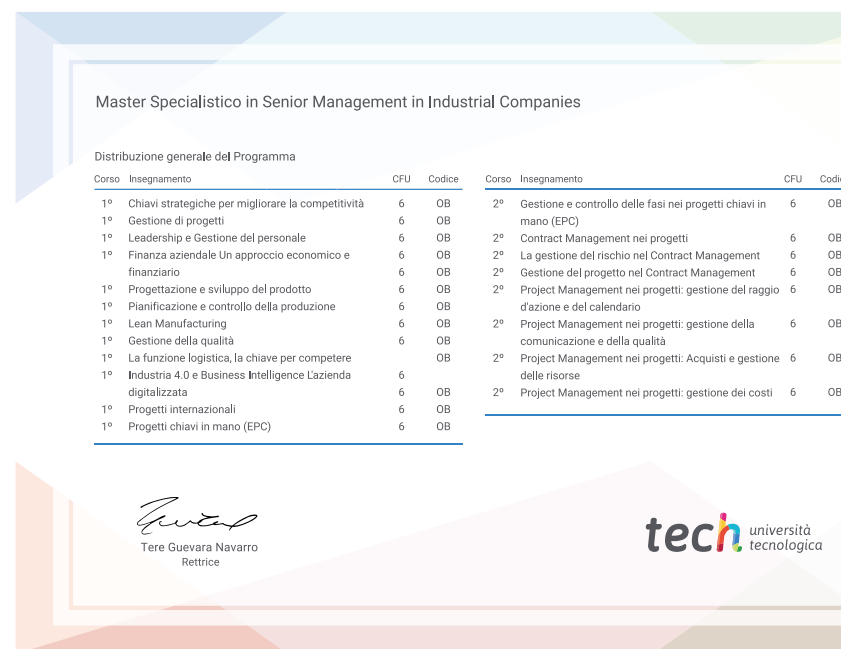 Master Specialistico in Senior Management in Industrial Companies
Distribuzione generale del Programma
Corso Insegnamento CFU Codice
1º Chiavi strategiche per migliorare la competitività 6 OB
1º Gestione di progetti 6 OB
1º Leadership e Gestione del personale 6 OB
1º Finanza aziendale Un approccio economico e 6 OB
finanziario 6 OB
1º Progettazione e sviluppo del prodotto 6 OB
1º Pianificazione e controllo della produzione 6 OB
1º Lean Manufacturing 6 OB
1º Gestione della qualità 6 OB
1º La funzione logistica, la chiave per competere OB
1º Industria 4.0 e Business Intelligence L'azienda 6
digitalizzata 6 OB
1º Progetti internazionali 6 OB
1º Progetti chiavi in mano (EPC) 6 OB
Corso Insegnamento CFU Codic
2º Gestione e controllo delle fasi nei progetti chiavi in 6 OB
mano (EPC)
2º Contract Management nei progetti 6 OB
2º La gestione del rischio nel Contract Management 6 OB
2º Gestione del progetto nel Contract Management 6 OB
2º Project Management nei progetti: gestione del raggio 6 OB
d'azione e del calendario
2º Project Management nei progetti: gestione della 6 OB
comunicazione e della qualità
2º Project Management nei progetti: Acquisti e gestione 6 OB
delle risorse
2º Project Management nei progetti: gestione dei costi 6 OB
Tere Guevara Navarro
Rettrice
tech università
tecnologica